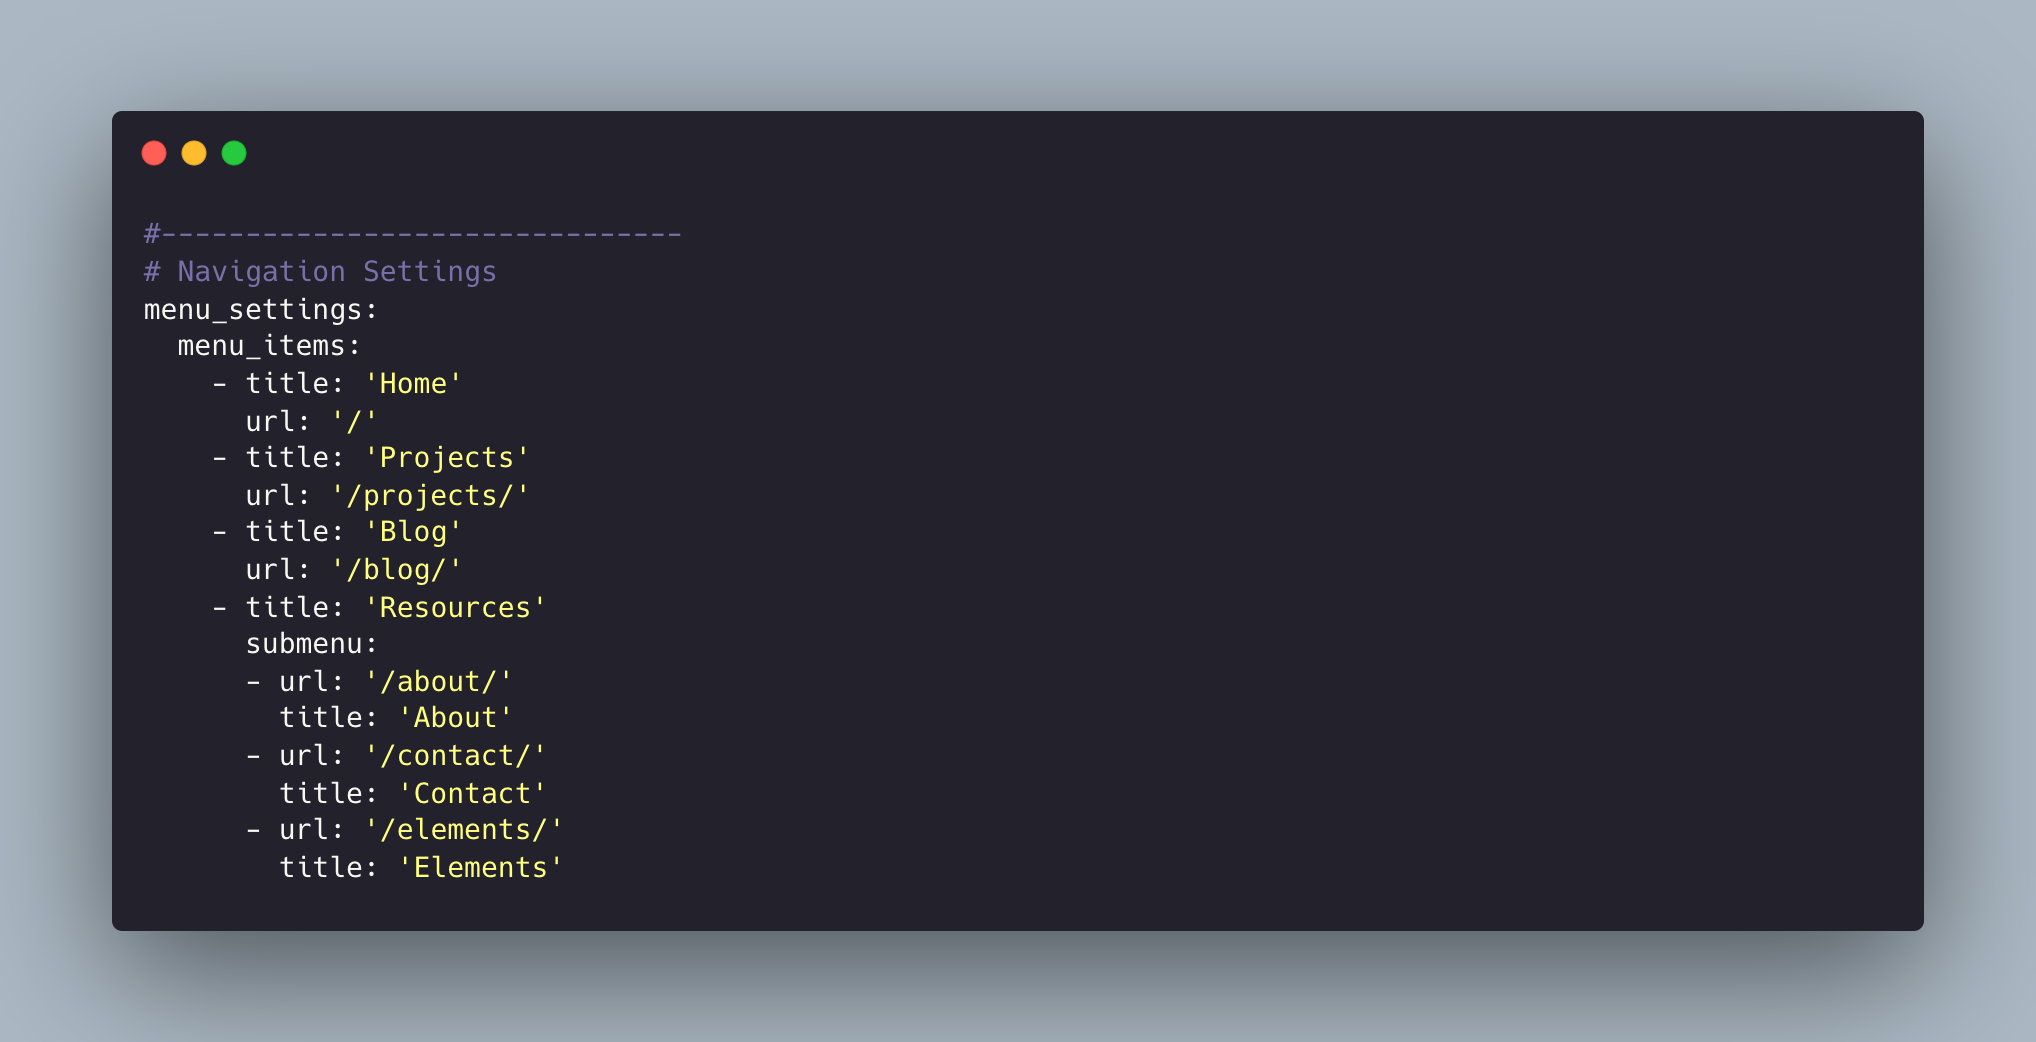 #-------------------------------
# Navigation Settings
menu_settings:
  menu_items:
    - title: 'Home'
      url: '/'
    - title: 'Projects'
      url: '/projects/'
    - title: 'Blog'
      url: '/blog/'
    - title: 'Resources'
      submenu:
      - url: '/about/'
        title: 'About'
      - url: '/contact/'
        title: 'Contact'
      - url: '/elements/'
        title: 'Elements'